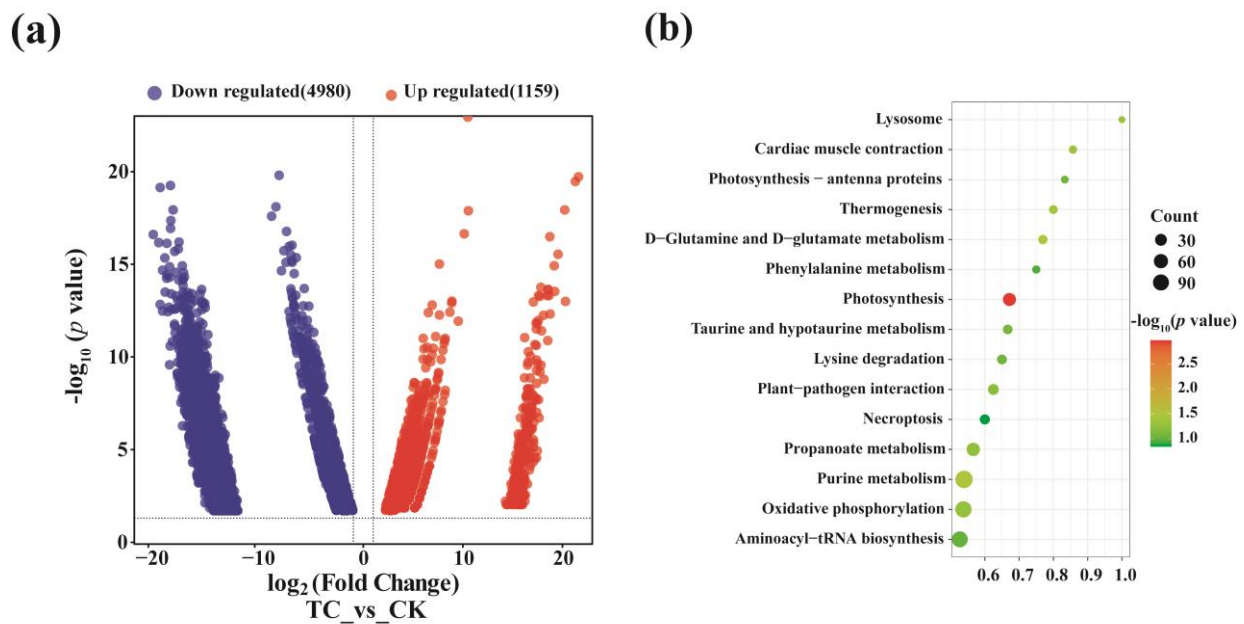 (a)
Down regulated(4980)
Up regulated(1159)
20
15
10
5
0
-log10 (p value)
−20
−10
0
10
20
log2 (Fold Change)
TC_vs_CK
(b)
Lysosome
Cardiac muscle contraction
Photosynthesis − antenna proteins
Thermogenesis
D−Glutamine and D−glutamate metabolism
Phenylalanine metabolism
Photosynthesis
Taurine and hypotaurine metabolism
Lysine degradation
Plant−pathogen interaction
Necroptosis
Propanoate metabolism
Purine metabolism
Oxidative phosphorylation
Aminoacyl−tRNA biosynthesis
0.6
0.7
0.8
0.9
1.0
Count
30
60
90
-log10(p value)
2.5
2.0
1.5
1.0